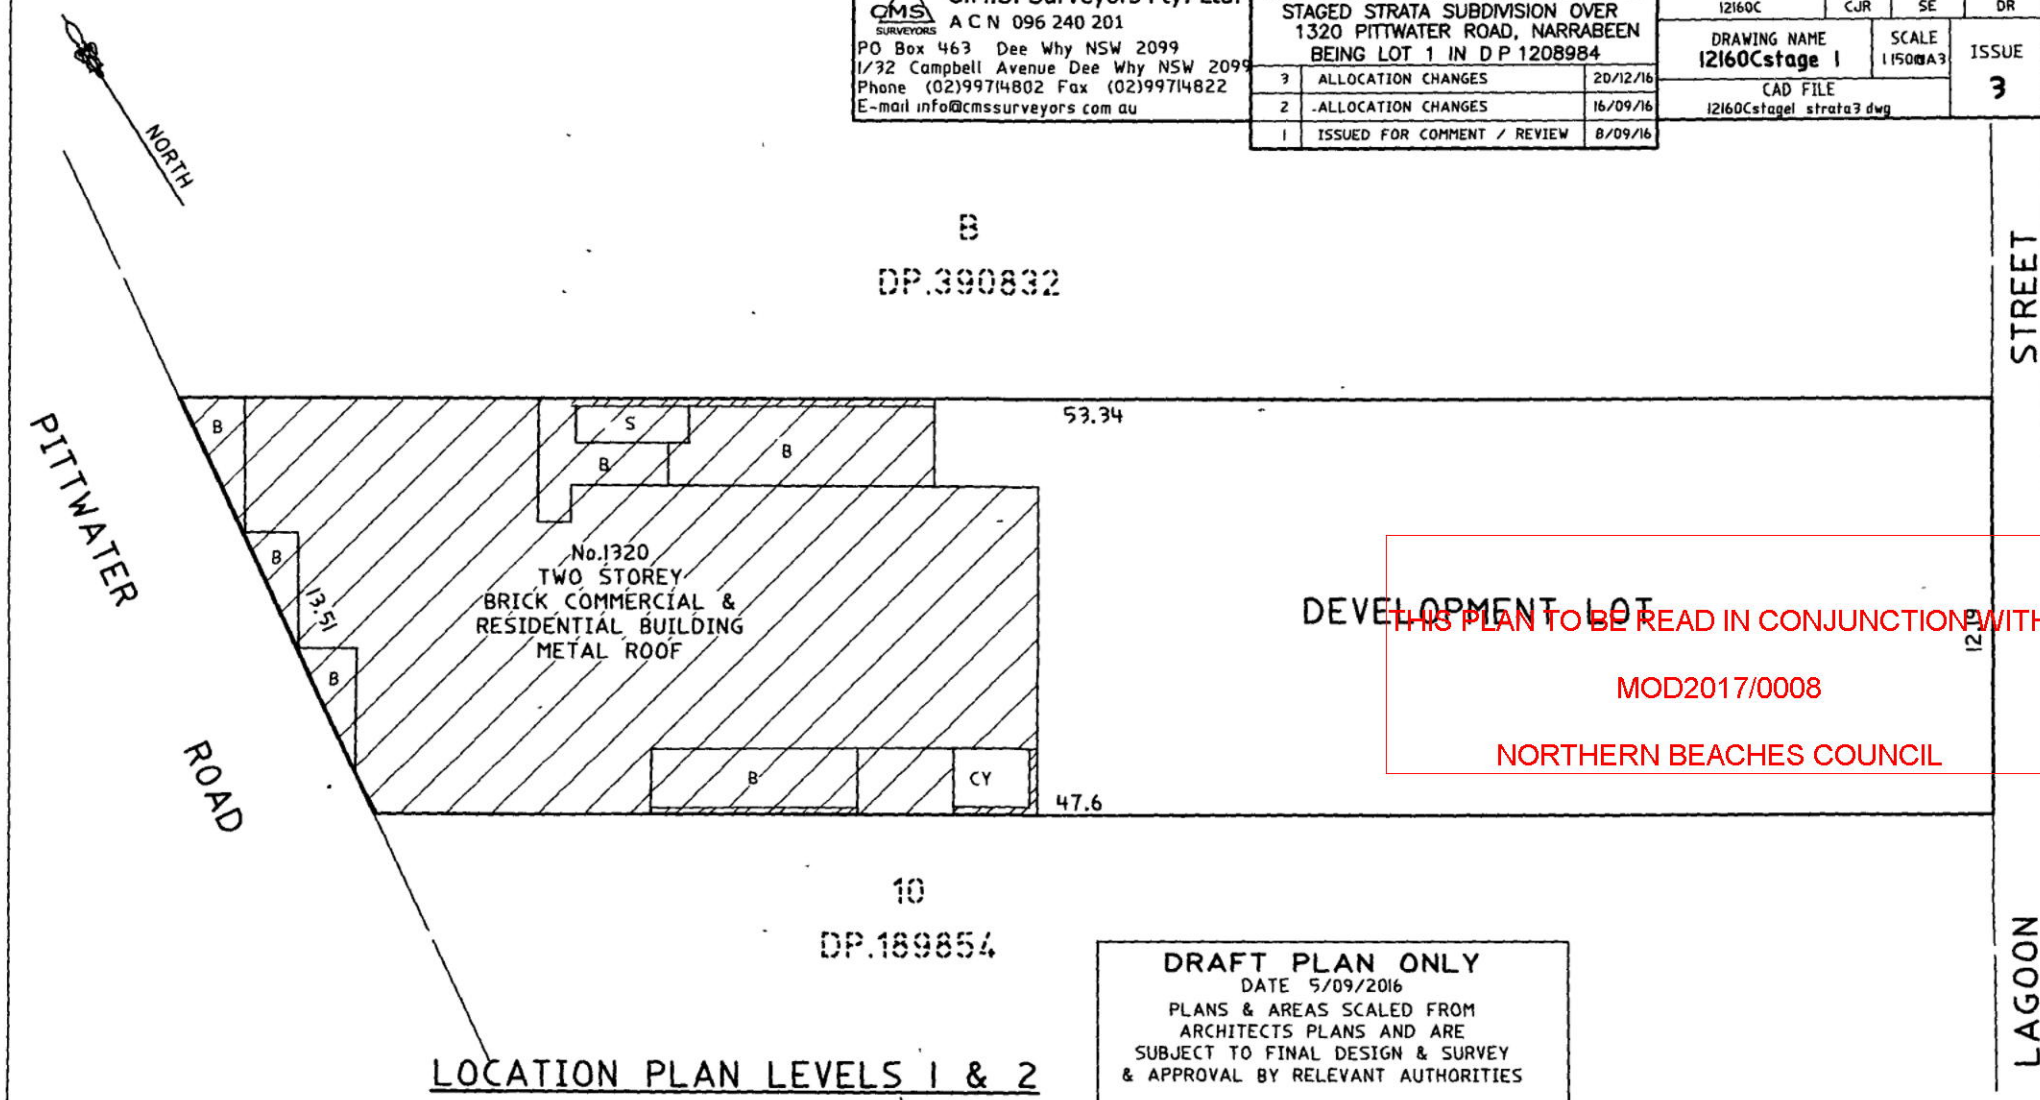 CMS
SURVEYORS
A C N 096 240 201
PO Box 463 Dee Why NSW 2099
1/32 Campbell Avenue Dee Why NSW 2099
Phone (02)99714802 Fax (02)99714822
E-mail info@cmssurveyors com au
STAGED STRATA SUBDIVISION OVER
1320 PITTWATER ROAD, NARRABEEN
BEING LOT 1 IN D P 1208984
3 ALLOCATION CHANGES 20/12/16
2 ALLOCATION CHANGES 16/09/16
1 ISSUED FOR COMMENT / REVIEW 8/09/16
12160C CJR SE DR
DRAWING NAME
12160Cstage 1
SCALE
1 150@A3
ISSUE
3
CAD FILE
12160Cstage1 strata3 dwg
NORTH
B
DP.390832
STREET
LAGOON
PITTWATER
ROAD
B
S
B
B
53.34
B
13.51
B
No.1320
TWO STOREY
BRICK COMMERCIAL &
RESIDENTIAL BUILDING
METAL ROOF
DEVELOPMENT LOT
12.19
THIS PLAN TO BE READ IN CONJUNCTION WITH
MOD2017/0008
NORTHERN BEACHES COUNCIL
B
CY
47.6
10
DP.189854
DRAFT PLAN ONLY
DATE 5/09/2016
PLANS & AREAS SCALED FROM
ARCHITECTS PLANS AND ARE
SUBJECT TO FINAL DESIGN & SURVEY
& APPROVAL BY RELEVANT AUTHORITIES
LOCATION PLAN LEVELS 1 & 2